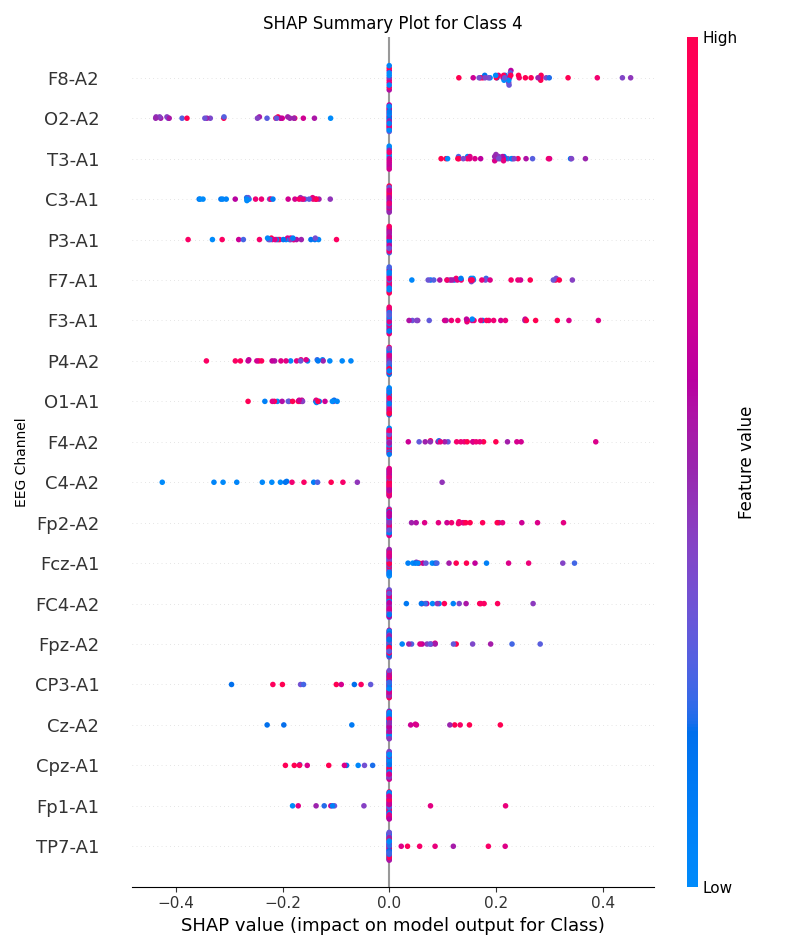 SHAP Summary Plot for Class 4
High
F8-A2
O2-A2
T3-A1
C3-A1
P3-A1
F7-A1
F3-A1
P4-A2
O1-A1
F4-A2
C4-A2
Fp2-A2
Fcz-A1
FC4-A2
Fpz-A2
CP3-A1
Cz-A2
Cpz-A1
Fp1-A1
TP7-A1
EEG Channel
Feature value
Low
−0.4 −0.2 0.0 0.2 0.4
SHAP value (impact on model output for Class)